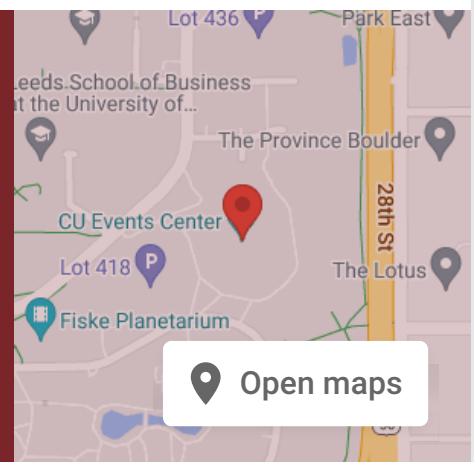 Lot 436
P
Park East
Leeds School of Business
at the University of...
The Province Boulder
28th St
CU Events Center
Lot 418
P
The Lotus
Fiske Planetarium
Open maps